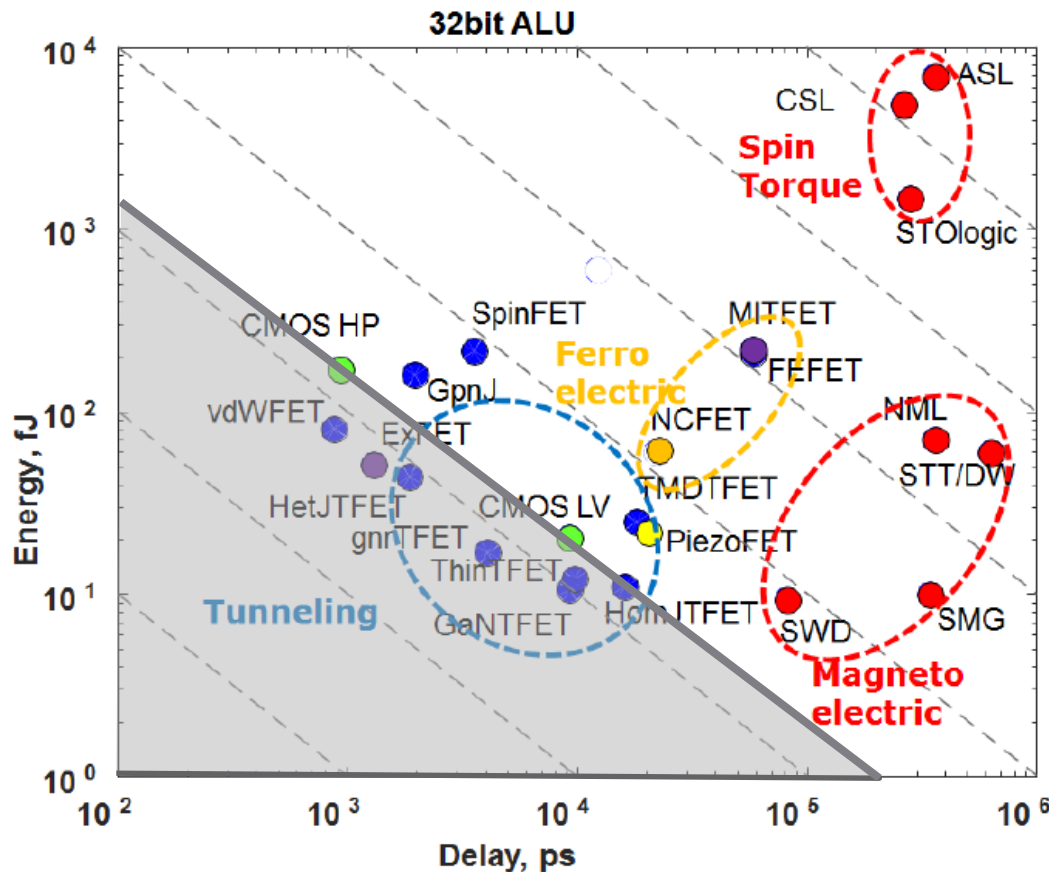 32bit ALU
10^4
10^3
10^2
10^1
10^0
Energy, fJ
10^2
10^3
10^4
10^5
10^6
Delay, ps
ASL
CSL
Spin
Torque
STOlogic
SpinFET
MITFET
CMOS HP
Ferro
electric
FEFET
GpnJ
vdWFET
ExFET
NCFET
NML
STT/DW
HetJTFET
CMOS LV
TMDTFET
gnrTFET
PiezoFET
ThinTFET
Tunneling
GaNTFET
HomJTFET
SWD
SMG
Magneto
electric